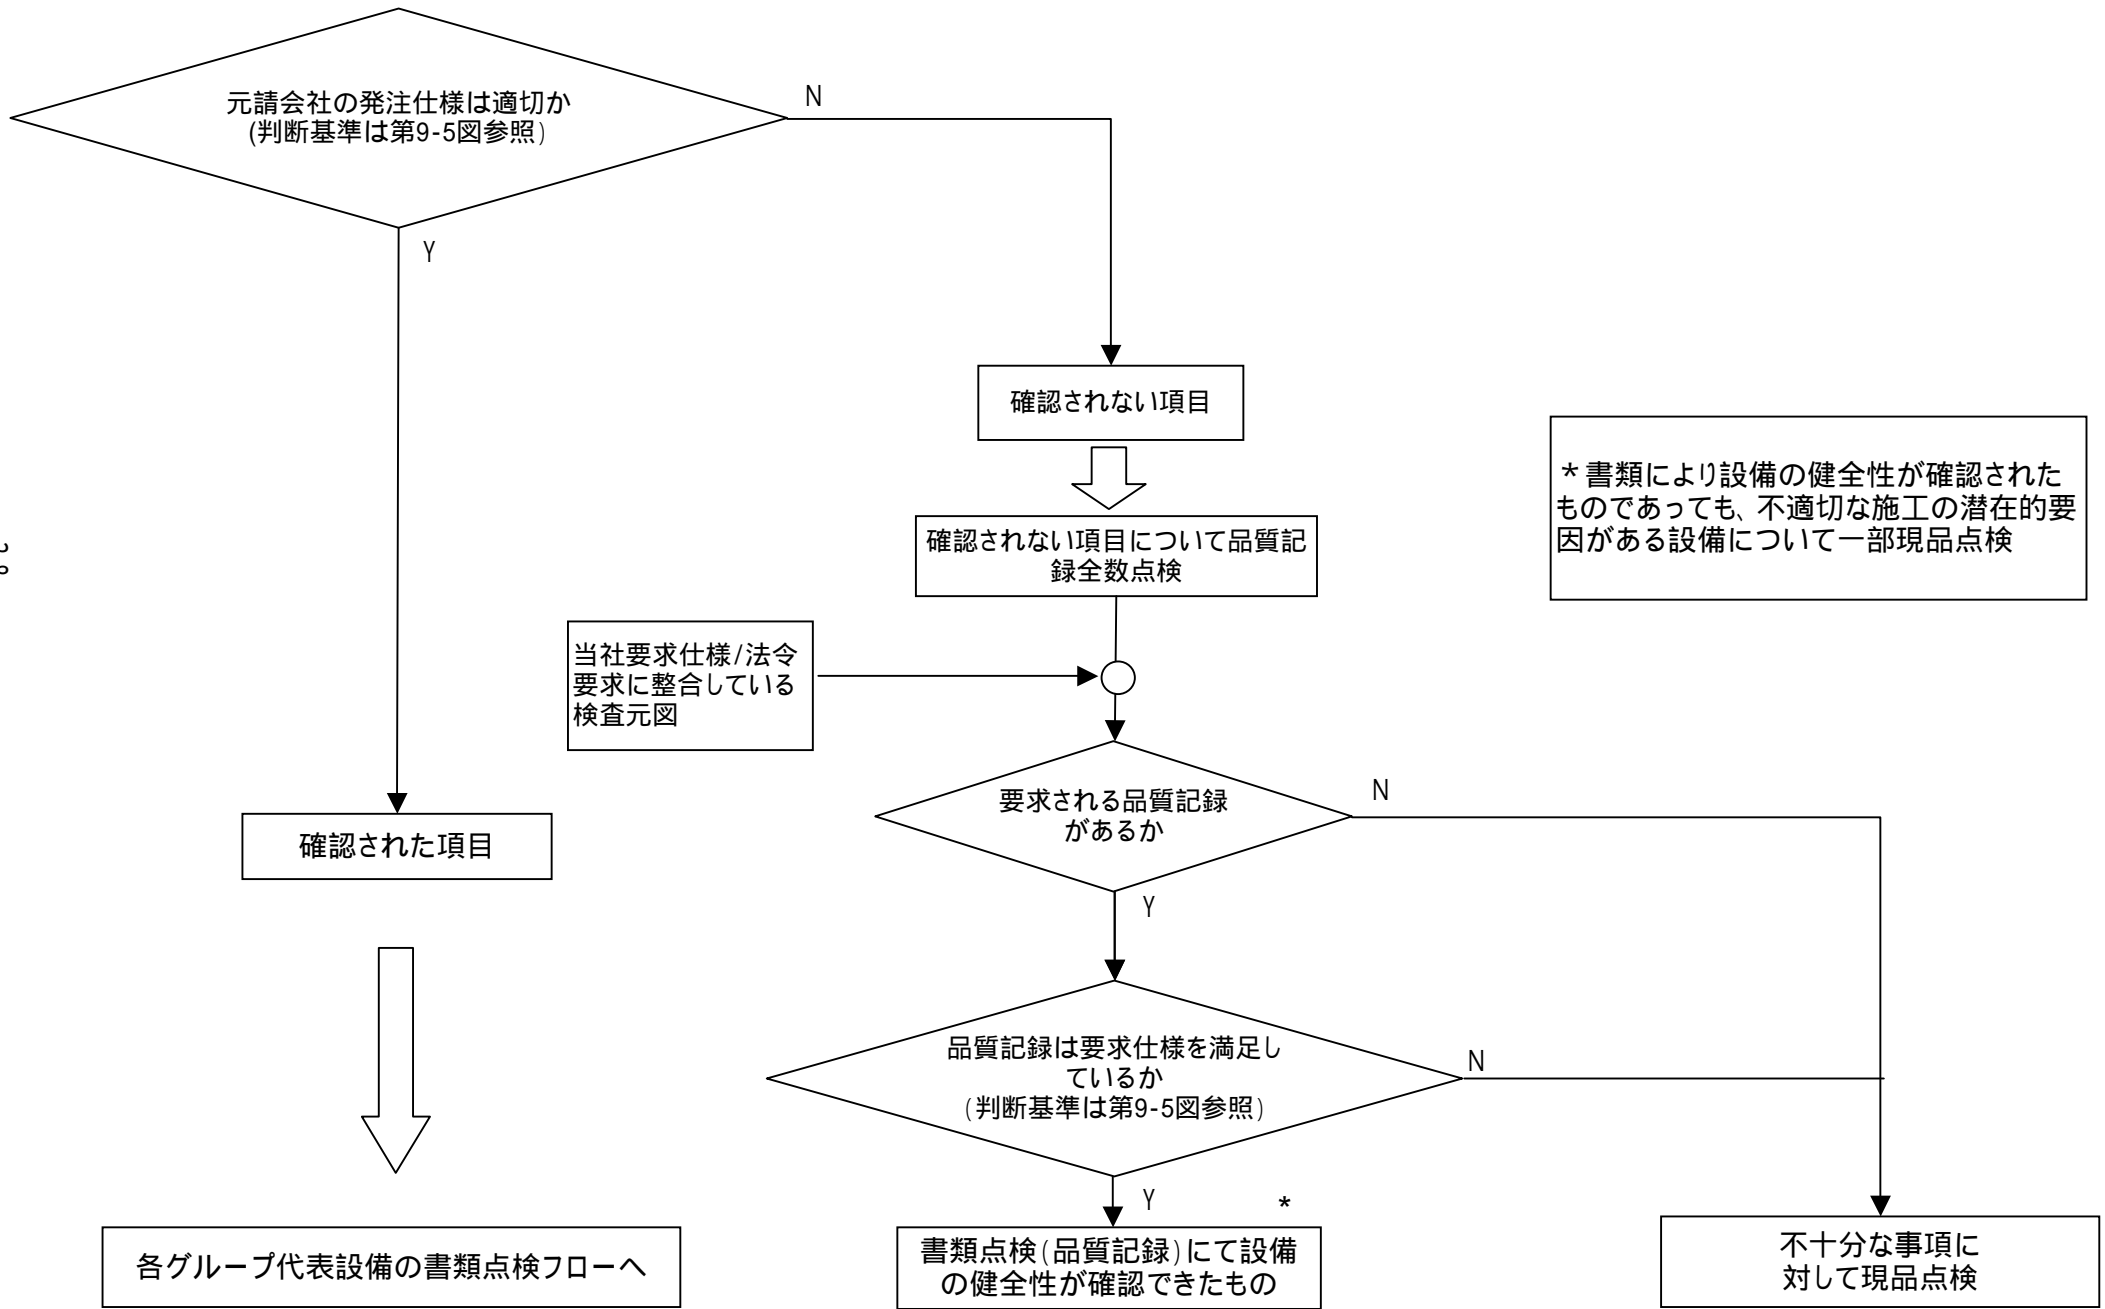 元請会社の発注仕様は適切か
(判断基準は第9-5図参照)
N
Y
確認されない項目
*書類により設備の健全性が確認された
ものであっても、不適切な施工の潜在的要
因がある設備について一部現品点検
確認されない項目について品質記
録全数点検
当社要求仕様/法令
要求に整合している
検査元図
要求される品質記録
があるか
N
Y
確認された項目
品質記録は要求仕様を満足し
ているか
(判断基準は第9-5図参照)
N
Y
*
各グループ代表設備の書類点検フローへ
書類点検(品質記録)にて設備
の健全性が確認できたもの
不十分な事項に
対して現品点検